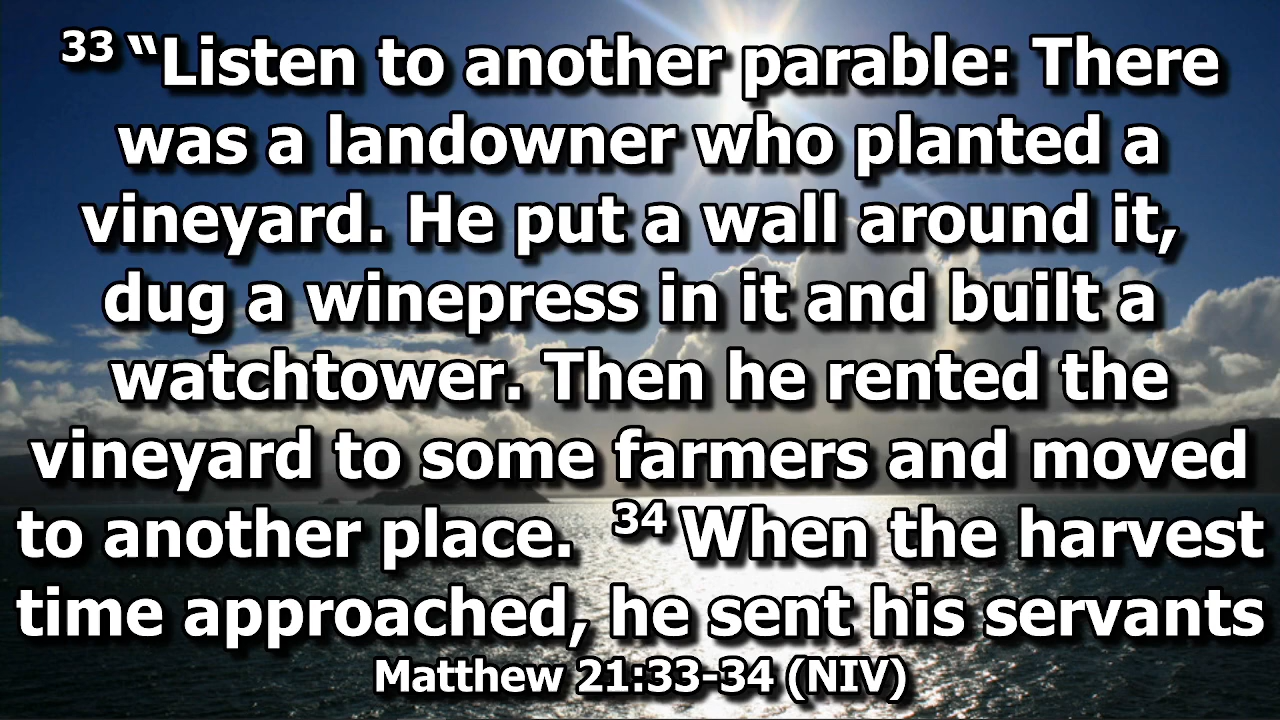 33 “Listen to another parable: There
was a landowner who planted a
vineyard. He put a wall around it,
dug a winepress in it and built a
watchtower. Then he rented the
vineyard to some farmers and moved
to another place. 34 When the harvest
time approached, he sent his servants
Matthew 21:33-34 (NIV)